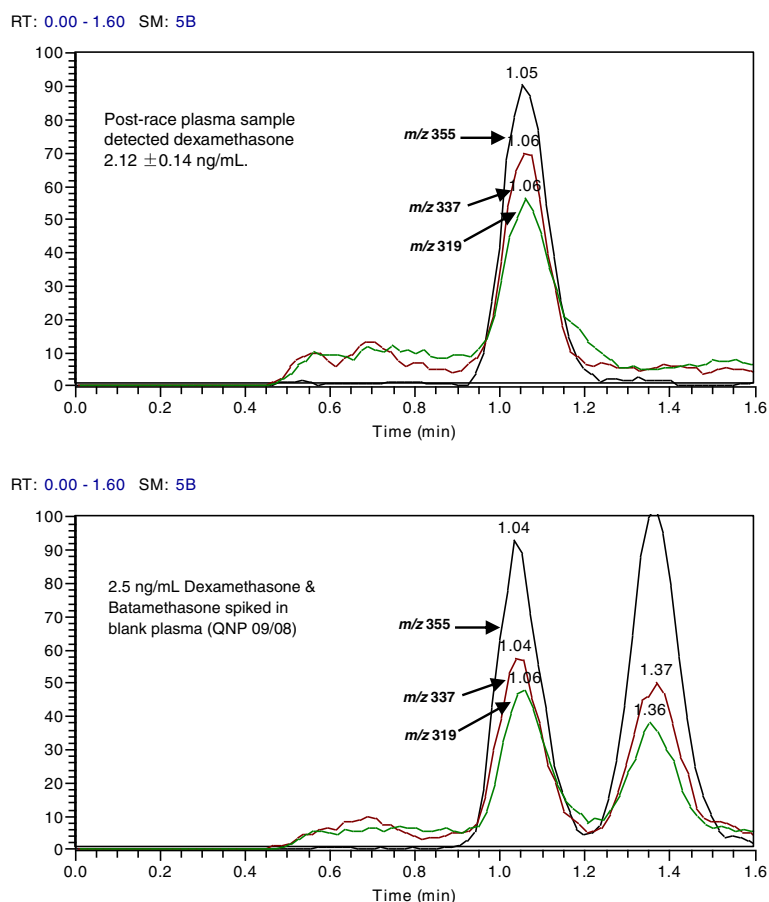 RT: 0.00 - 1.60 SM: 5B
100
90
80
70
60
50
40
30
20
10
0
Post-race plasma sample
detected dexamethasone
2.12 ±0.14 ng/mL.
1.05
m/z 355
1.06
m/z 337
1.06
m/z 319
0.0 0.2 0.4 0.6 0.8 1.0 1.2 1.4 1.6
Time (min)
RT: 0.00 - 1.60 SM: 5B
100
90
80
70
60
50
40
30
20
10
0
2.5 ng/mL Dexamethasone &
Batamethasone spiked in
blank plasma (QNP 09/08)
1.04
m/z 355
1.04
m/z 337
1.06
m/z 319
1.37
1.36
0.0 0.2 0.4 0.6 0.8 1.0 1.2 1.4 1.6
Time (min)